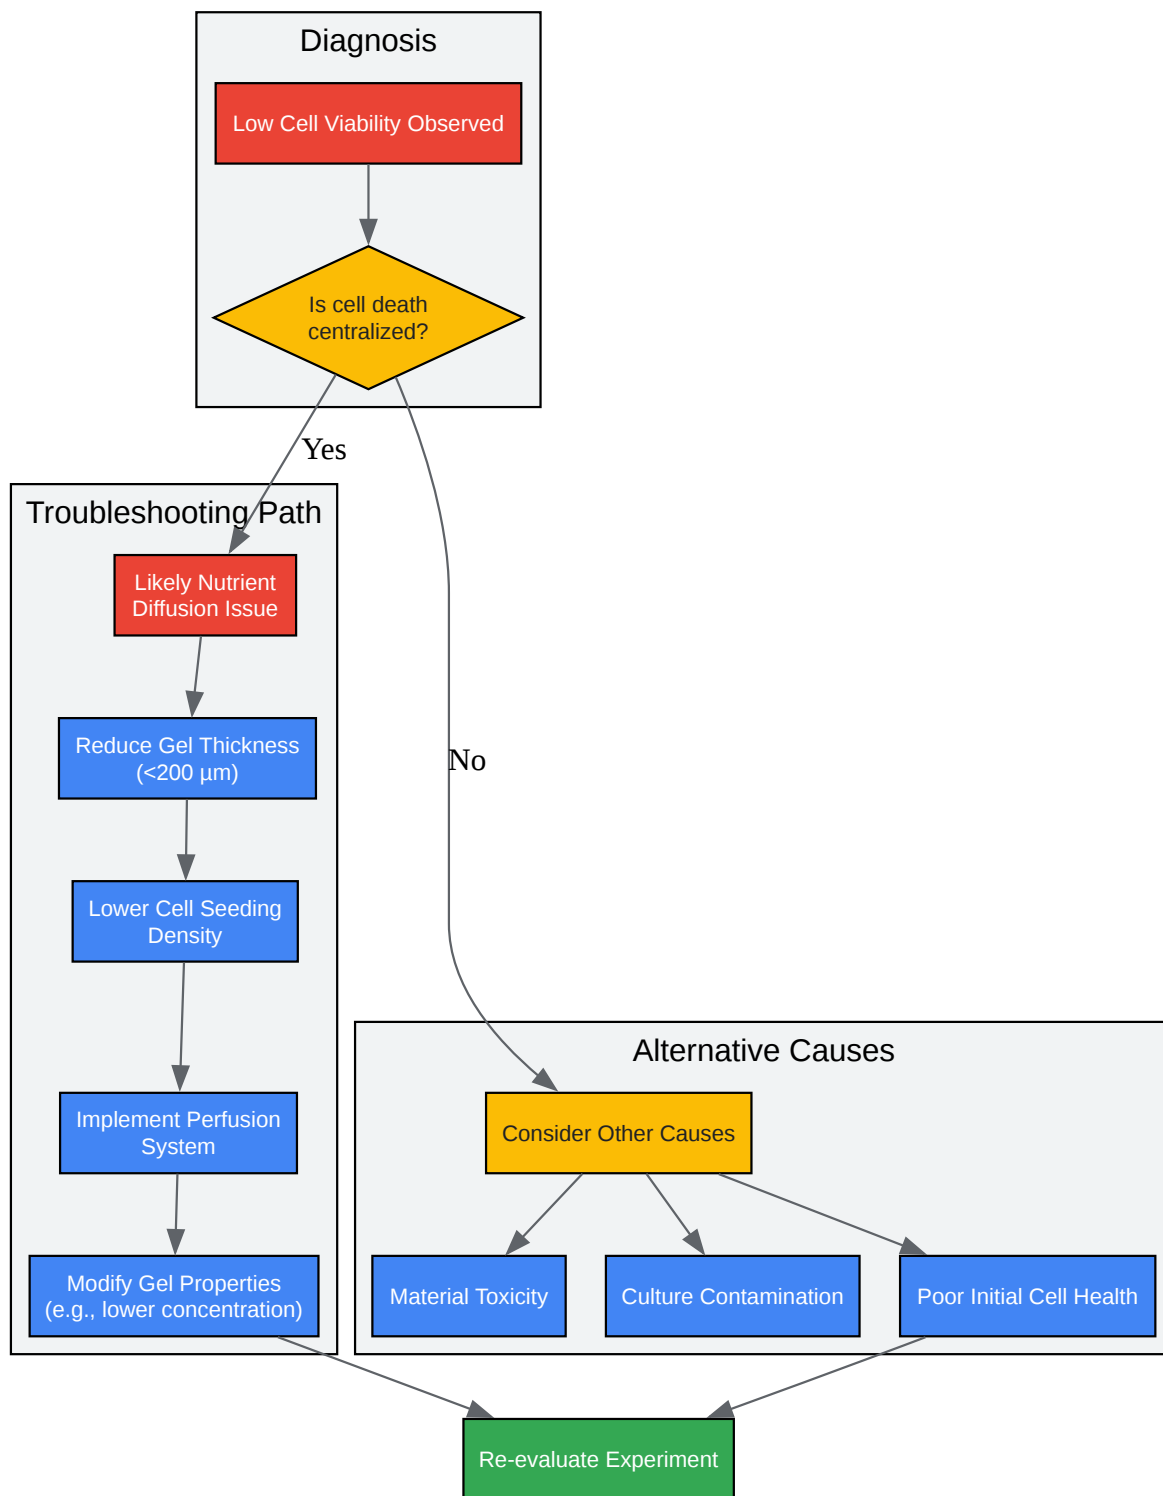 Diagnosis
Low Cell Viability Observed
Is cell death
centralized?
Yes
No
Troubleshooting Path
Likely Nutrient
Diffusion Issue
Reduce Gel Thickness
(<200 µm)
Lower Cell Seeding
Density
Implement Perfusion
System
Modify Gel Properties
(e.g., lower concentration)
Alternative Causes
Consider Other Causes
Material Toxicity
Culture Contamination
Poor Initial Cell Health
Re-evaluate Experiment